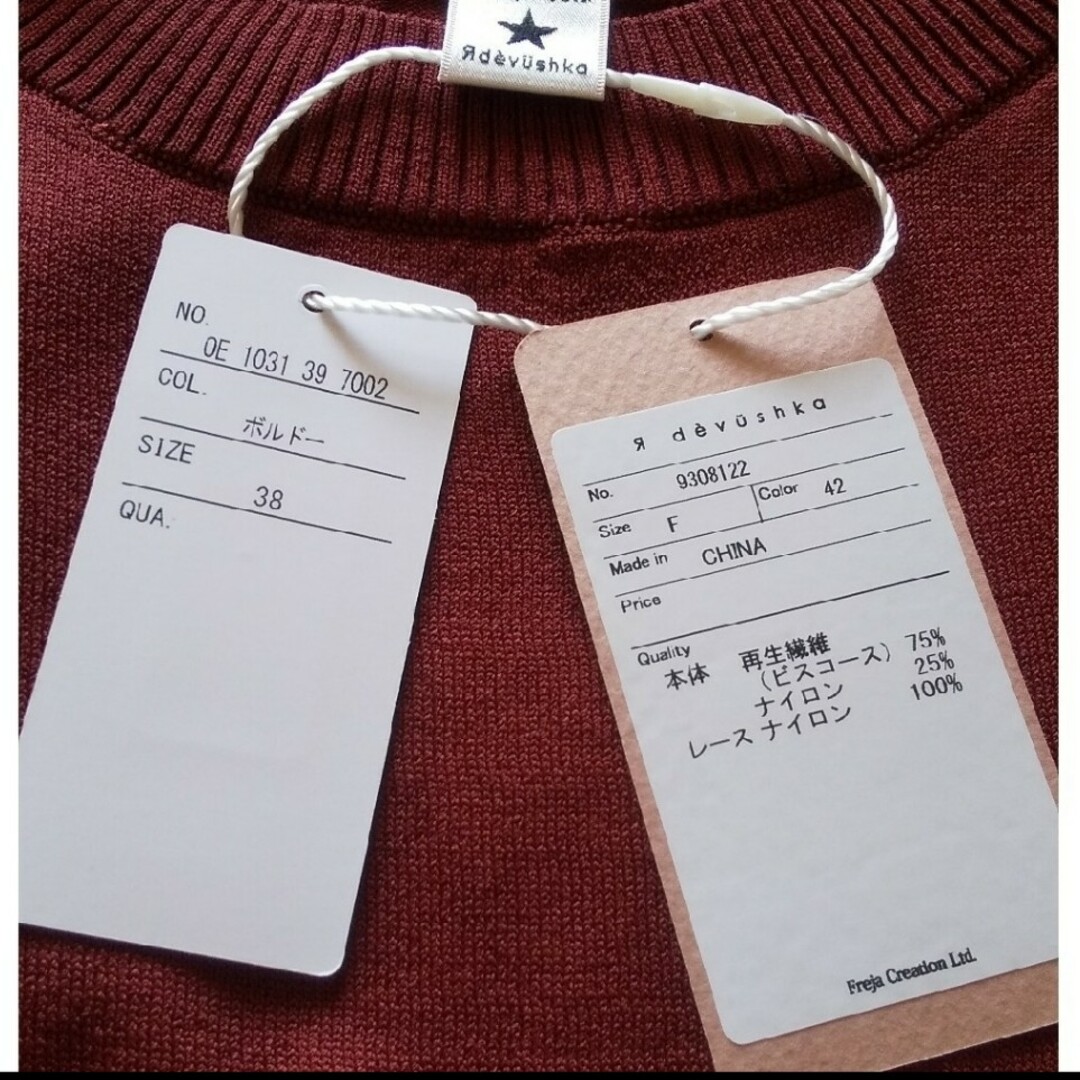 Яdèvüshka
NO.
0E 1031 39 7002
COL.
ボルドー
SIZE
38
QUA.
Я dèvüshka
No. 9308122
Size F Color 42
Made in CHINA
Price
Quality
本体 再生繊維 75%
(ビスコース)
ナイロン 25%
レース ナイロン 100%
Freja Creation Ltd.